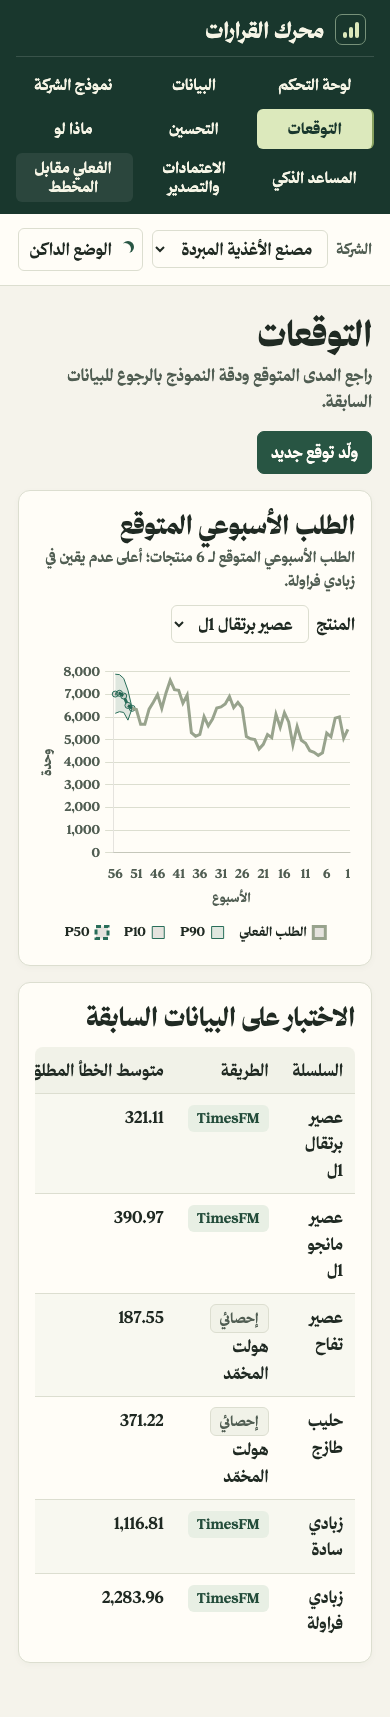 محرك القرارات
لوحة التحكم
البيانات
نموذج الشركة
التوقعات
التحسين
ماذا لو
المساعد الذكي
الاعتمادات والتصدير
الفعلي مقابل المخطط
الشركة
مصنع الأغذية المبردة
الوضع الداكن
التوقعات
راجع المدى المتوقع ودقة النموذج بالرجوع للبيانات
السابقة.
ولّد توقع جديد
الطلب الأسبوعي المتوقع
الطلب الأسبوعي المتوقع لـ 6 منتجات؛ أعلى عدم يقين في
زبادي فراولة.
المنتج
عصير برتقال 1ل
8,000
7,000
6,000
5,000
4,000
3,000
2,000
1,000
0
وحدة
56 51 46 41 36 31 26 21 16 11 6 1
الأسبوع
الطلب الفعلي P90 P10 P50
الاختبار على البيانات السابقة
السلسلة الطريقة متوسط الخطأ المطلق
عصير برتقال 1ل TimesFM 321.11
عصير مانجو 1ل TimesFM 390.97
عصير تفاح إحصائي هولت المخمّد 187.55
حليب طازج إحصائي هولت المخمّد 371.22
زبادي سادة TimesFM 1,116.81
زبادي فراولة TimesFM 2,283.96